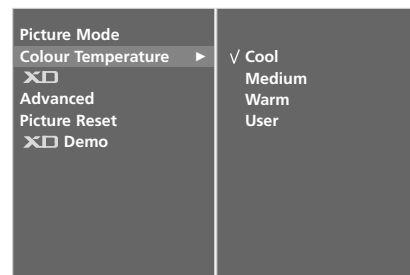 Picture Mode
Colour Temperature ►
XD
Advanced
Picture Reset
XD Demo
√ Cool
Medium
Warm
User